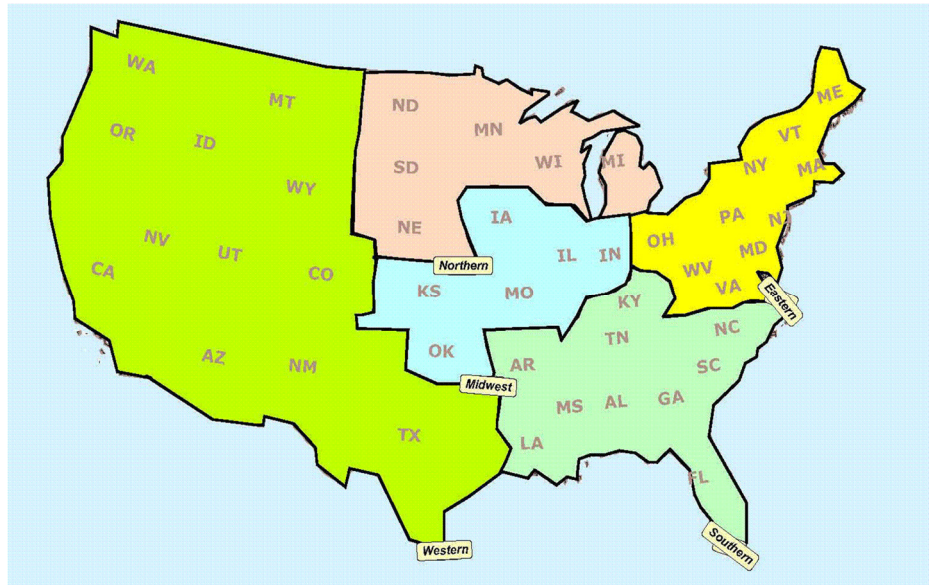 WA
MT
ND
MN
ME
OR
ID
SD
WI
MI
VT
NY
MA
WY
NE
IA
PA
NJ
NV
UT
CO
IL
IN
OH
WV
MD
VA
CA
Northern
KS
MO
KY
Eastern
AZ
NM
OK
TN
NC
AR
SC
Midwest
MS
AL
GA
TX
LA
FL
Western
Southern